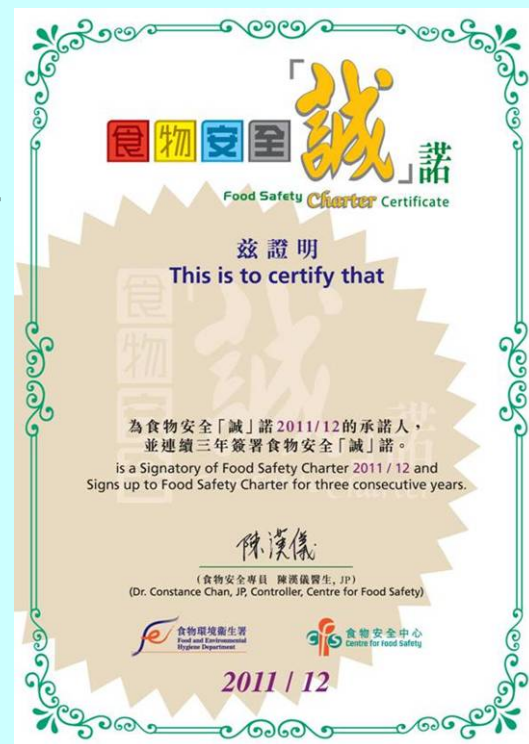 食物安全「誠」諾
Food Safety Charter Certificate
茲證明
This is to certify that
為食物安全「誠」諾2011/12的承諾人，
並連續三年簽署食物安全「誠」諾。
is a Signatory of Food Safety Charter 2011 / 12 and
Signs up to Food Safety Charter for three consecutive years.
陳漢儀
(食物安全專員 陳漢儀醫生, JP)
(Dr. Constance Chan, JP, Controller, Centre for Food Safety)
食物環境衞生署
Food and Environmental
Hygiene Department
cfs 食物安全中心
Centre for Food Safety
2011 / 12